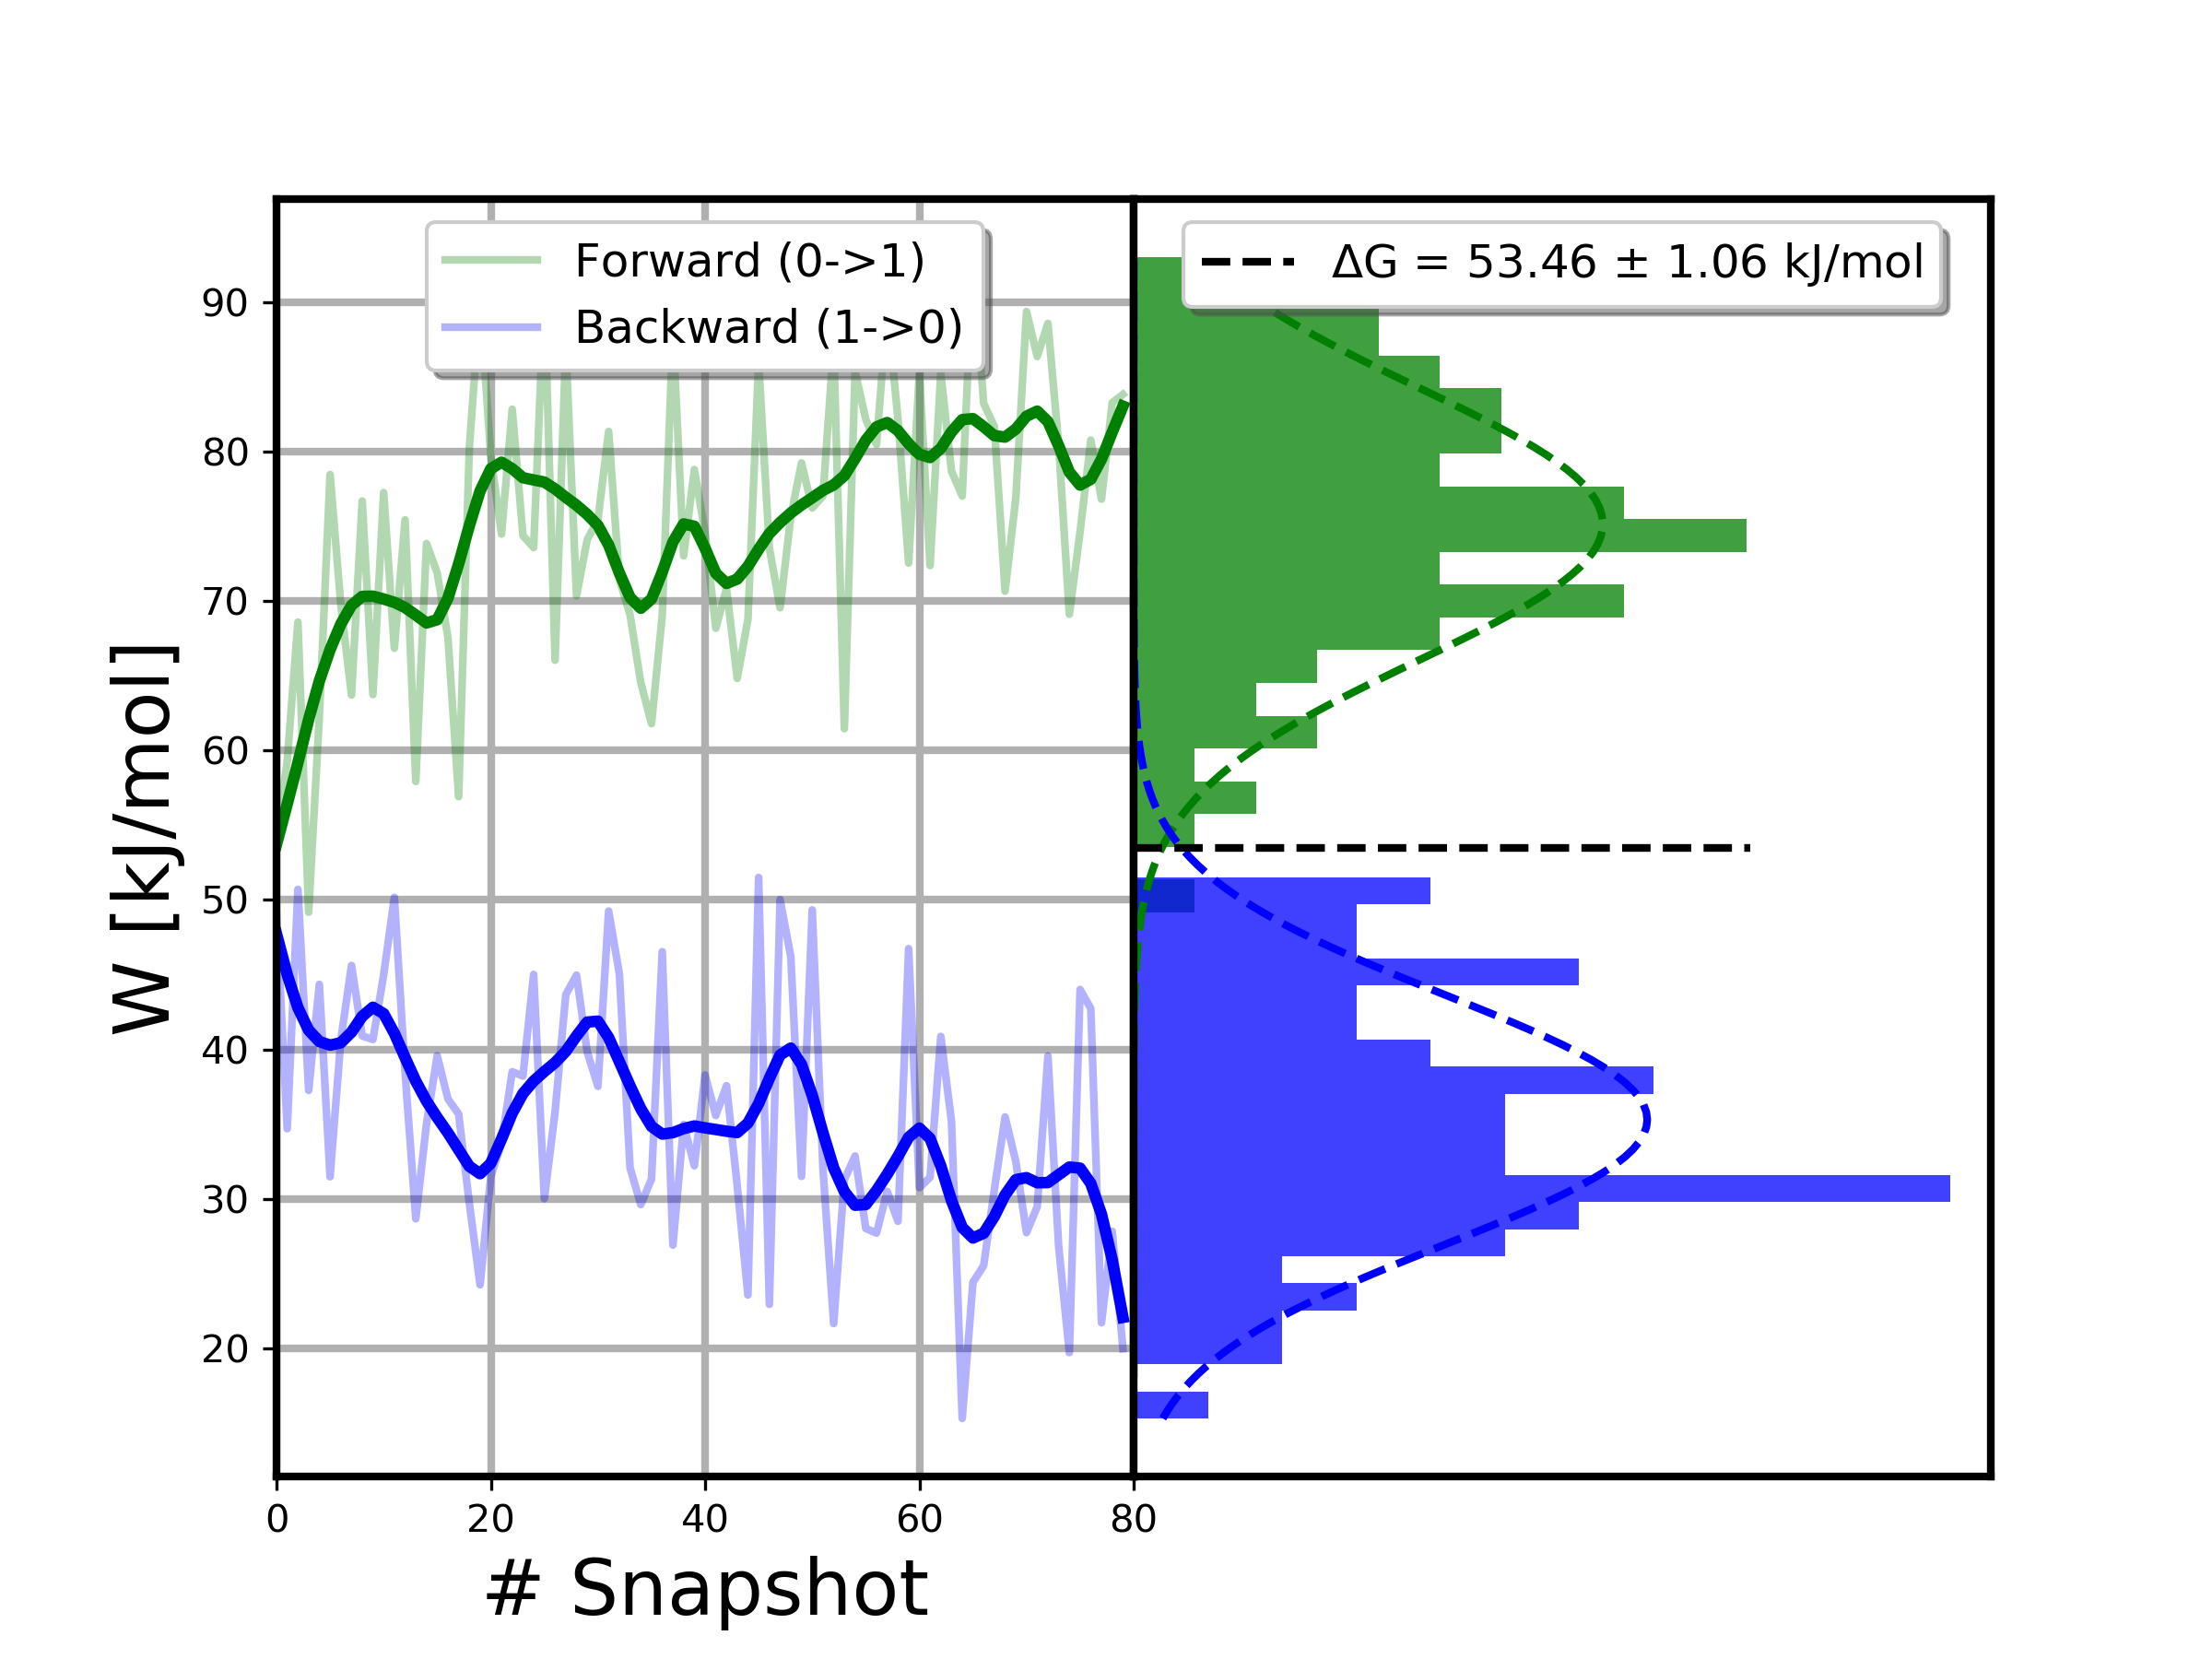 Forward (0->1)
Backward (1->0)
ΔG = 53.46 ± 1.06 kJ/mol
W [kJ/mol]
90
80
70
60
50
40
30
20
0 20 40 60 80
# Snapshot